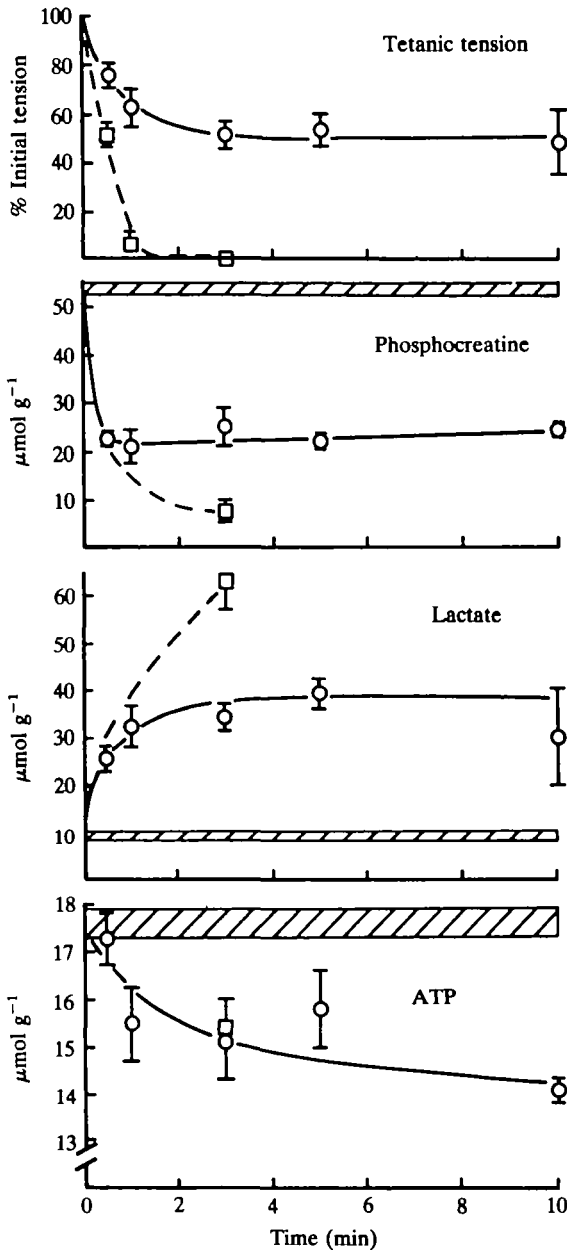 Tetanic tension
% Initial tension
100
80
60
40
20
Phosphocreatine
μmol g⁻¹
50
40
30
20
10
Lactate
μmol g⁻¹
60
50
40
30
20
10
ATP
μmol g⁻¹
18
17
16
15
14
13
0 2 4 6 8 10
Time (min)